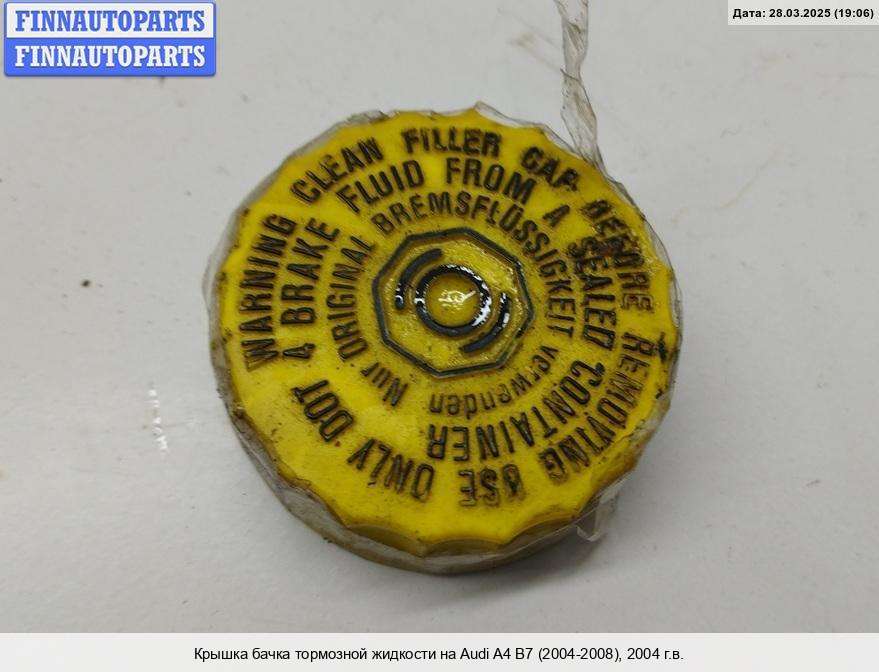 FINNAUTOPARTS
FINNAUTOPARTS
Дата: 28.03.2025 (19:06)
WARNING CLEAN FILLER CAP BEFORE REMOVING USE ONLY DOT
4 BRAKE FLUID FROM A SEALED CONTAINER
Nur ORIGINAL BREMSFLÜSSIGKEIT verwenden
Крышка бачка тормозной жидкости на Audi A4 B7 (2004-2008), 2004 г.в.